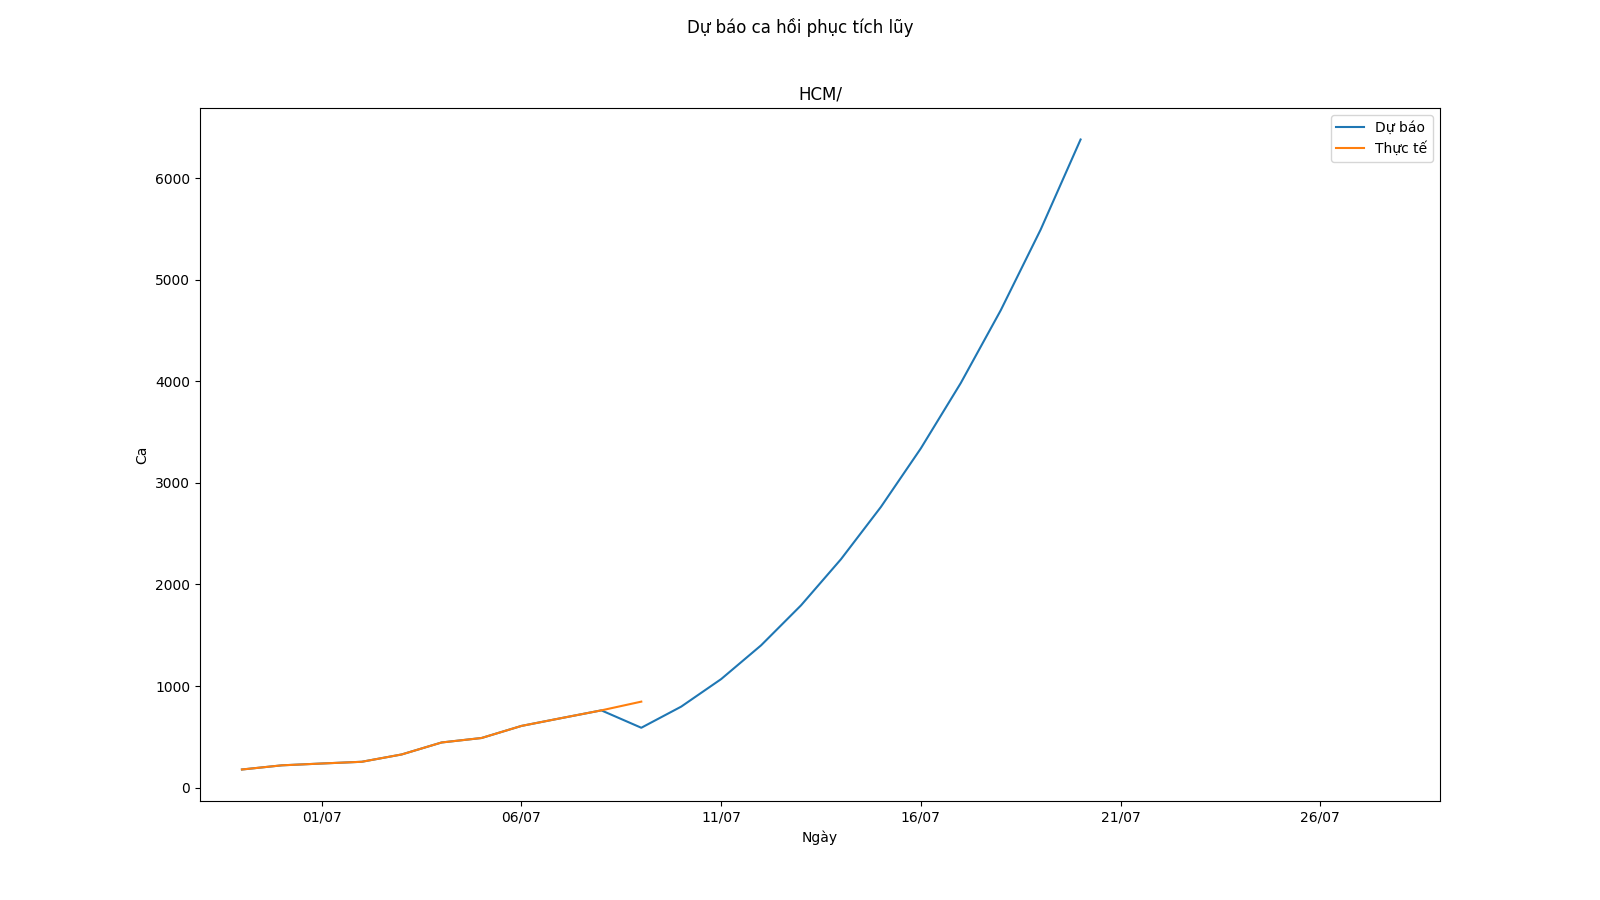 Dự báo ca hồi phục tích lũy
HCM/
Dự báo
Thực tế
6000
5000
4000
3000
2000
1000
0
Ca
01/07
06/07
11/07
16/07
21/07
26/07
Ngày